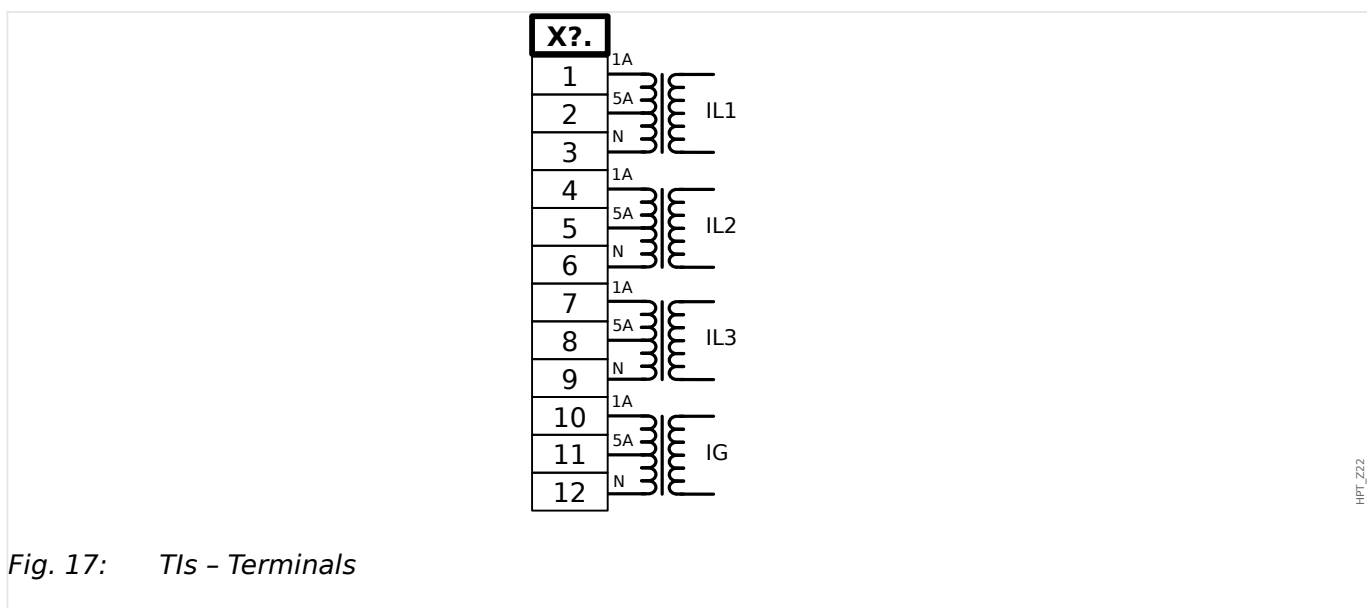 X?.
1 1A
2 5A IL1
3 N
4 1A
5 5A IL2
6 N
7 1A
8 5A IL3
9 N
10 1A
11 5A IG
12 N
HPT_Z22
Fig. 17: TIs – Terminals